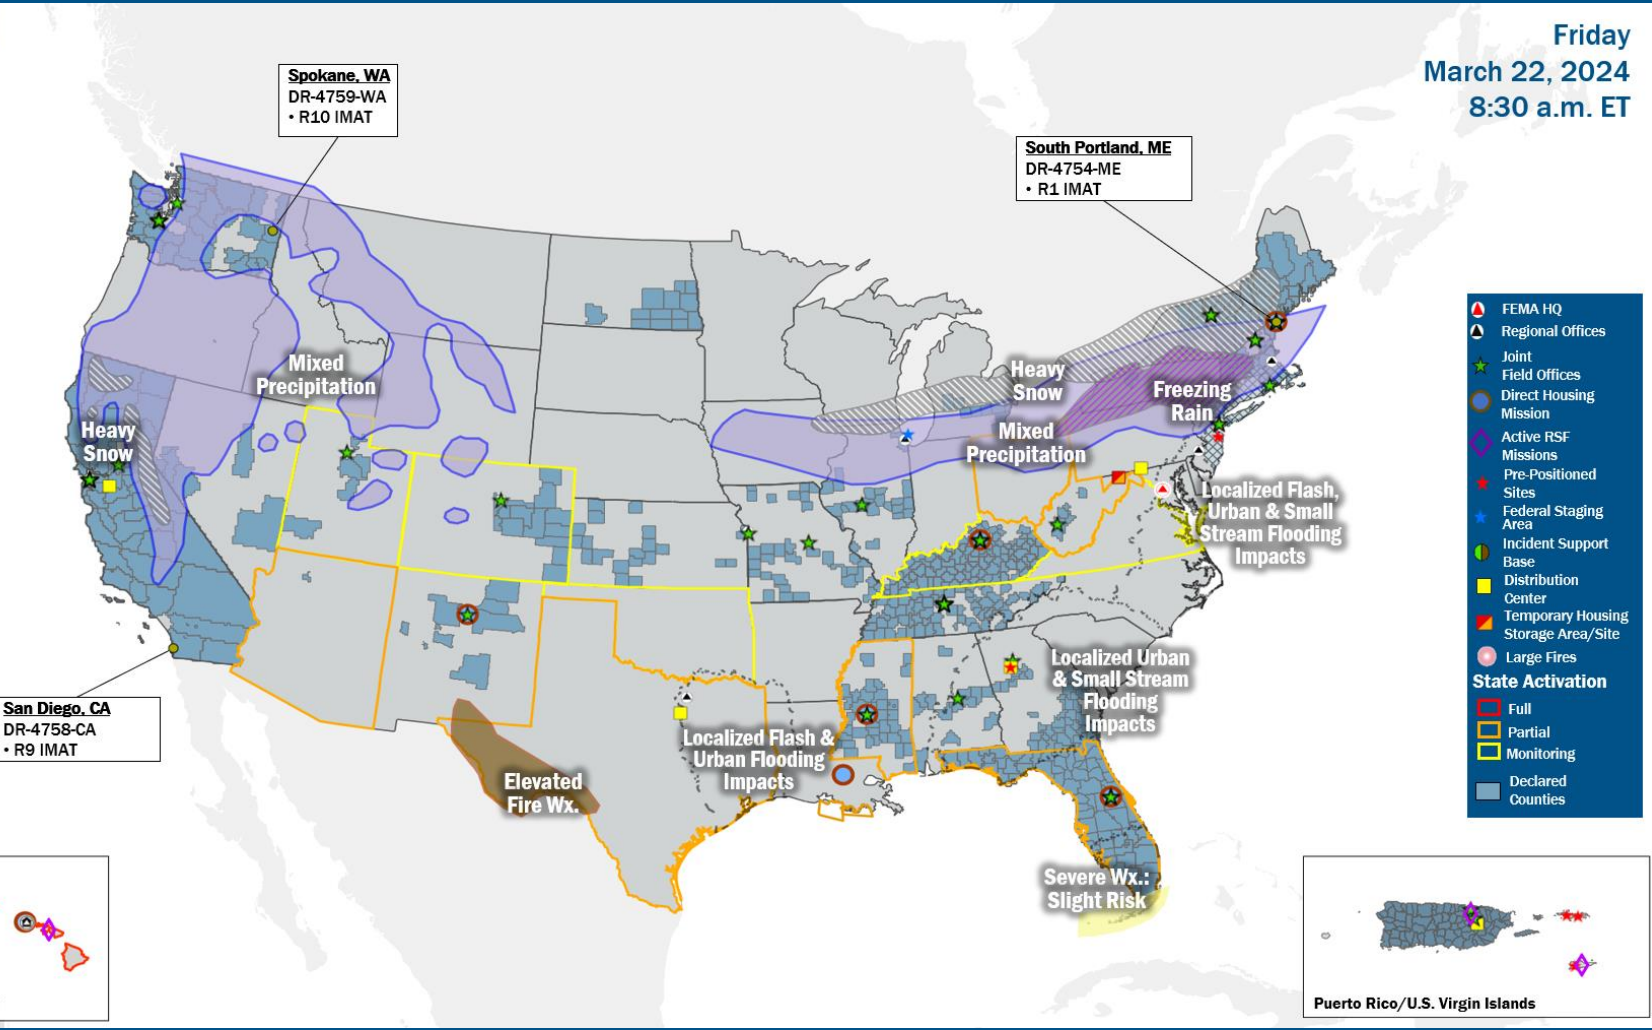 Friday
March 22, 2024
8:30 a.m. ET
Spokane, WA
DR-4759-WA
• R10 IMAT
South Portland, ME
DR-4754-ME
• R1 IMAT
Mixed
Precipitation
Heavy
Snow
Heavy
Snow
Freezing
Rain
Mixed
Precipitation
Localized Flash,
Urban & Small
Stream Flooding
Impacts
San Diego, CA
DR-4758-CA
• R9 IMAT
Localized Urban
& Small Stream
Flooding
Impacts
Localized Flash &
Urban Flooding
Impacts
Elevated
Fire Wx.
Severe Wx.:
Slight Risk
FEMA HQ
Regional Offices
Joint
Field Offices
Direct Housing
Mission
Active RSF
Missions
Pre-Positioned
Sites
Federal Staging
Area
Incident Support
Base
Distribution
Center
Temporary Housing
Storage Area/Site
Large Fires
State Activation
Full
Partial
Monitoring
Declared
Counties
Puerto Rico/U.S. Virgin Islands